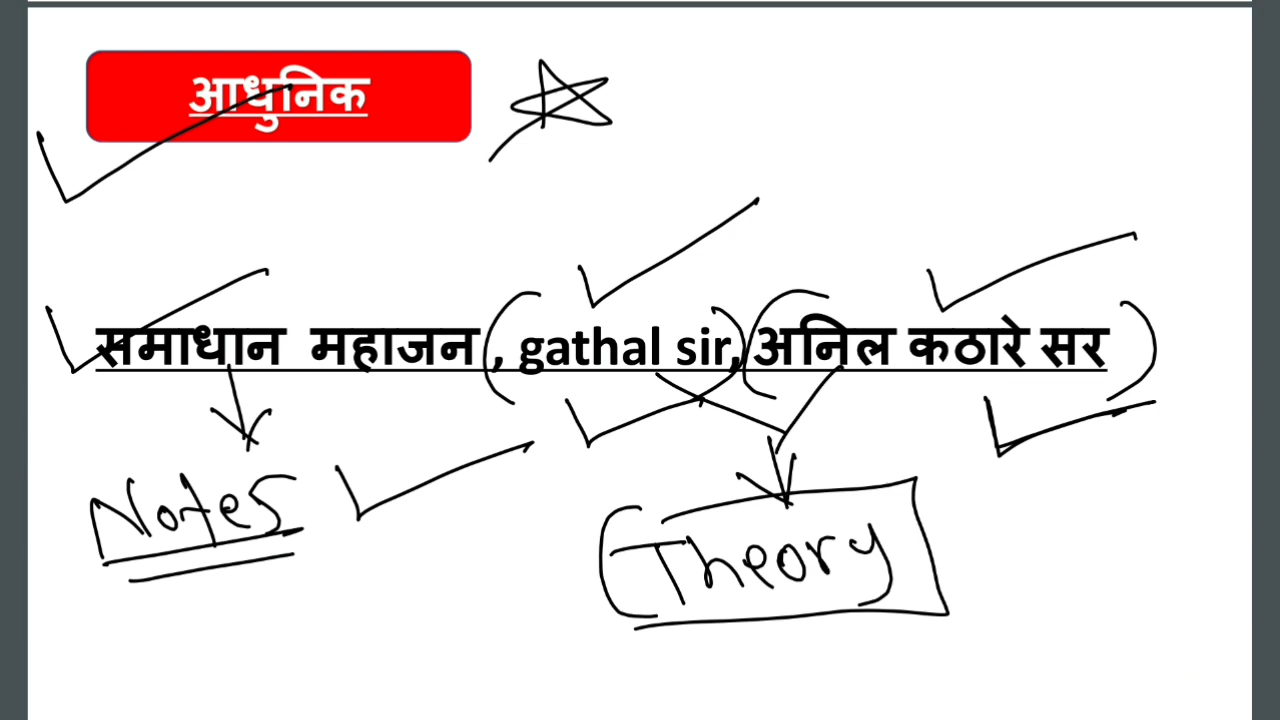 आधुनिक
समाधान महाजन , gathal sir, अनिल कठारे सर
Notes
Theory